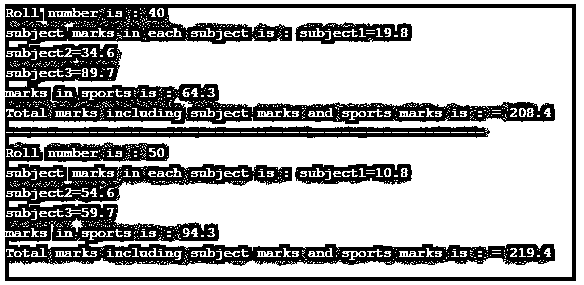 Roll number is : 40
subject marks in each subject is : subject1=19.8
subject2=34.6
subject3=89.7
marks in sports is : 64.3
Total marks including subject marks and sports marks is : = 208.4
Roll number is : 50
subject marks in each subject is : subject1=10.8
subject2=54.6
subject3=59.7
marks in sports is : 94.3
Total marks including subject marks and sports marks is : = 219.4